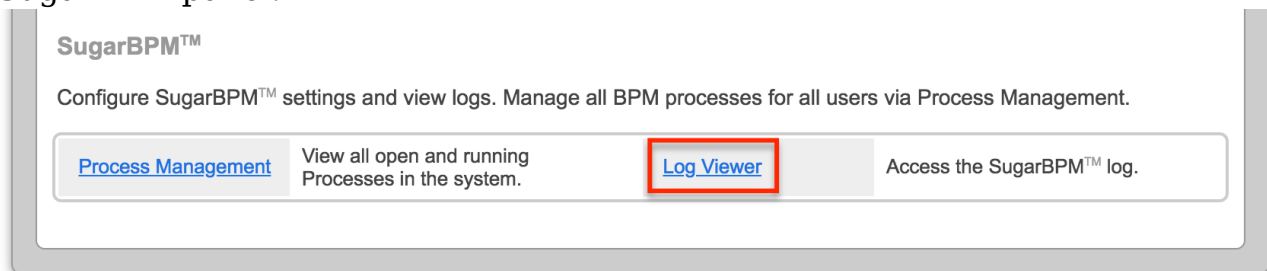 SugarBPM™
Configure SugarBPM™ settings and view logs. Manage all BPM processes for all users via Process Management.
Process Management
View all open and running
Processes in the system.
Log Viewer
Access the SugarBPM™ log.